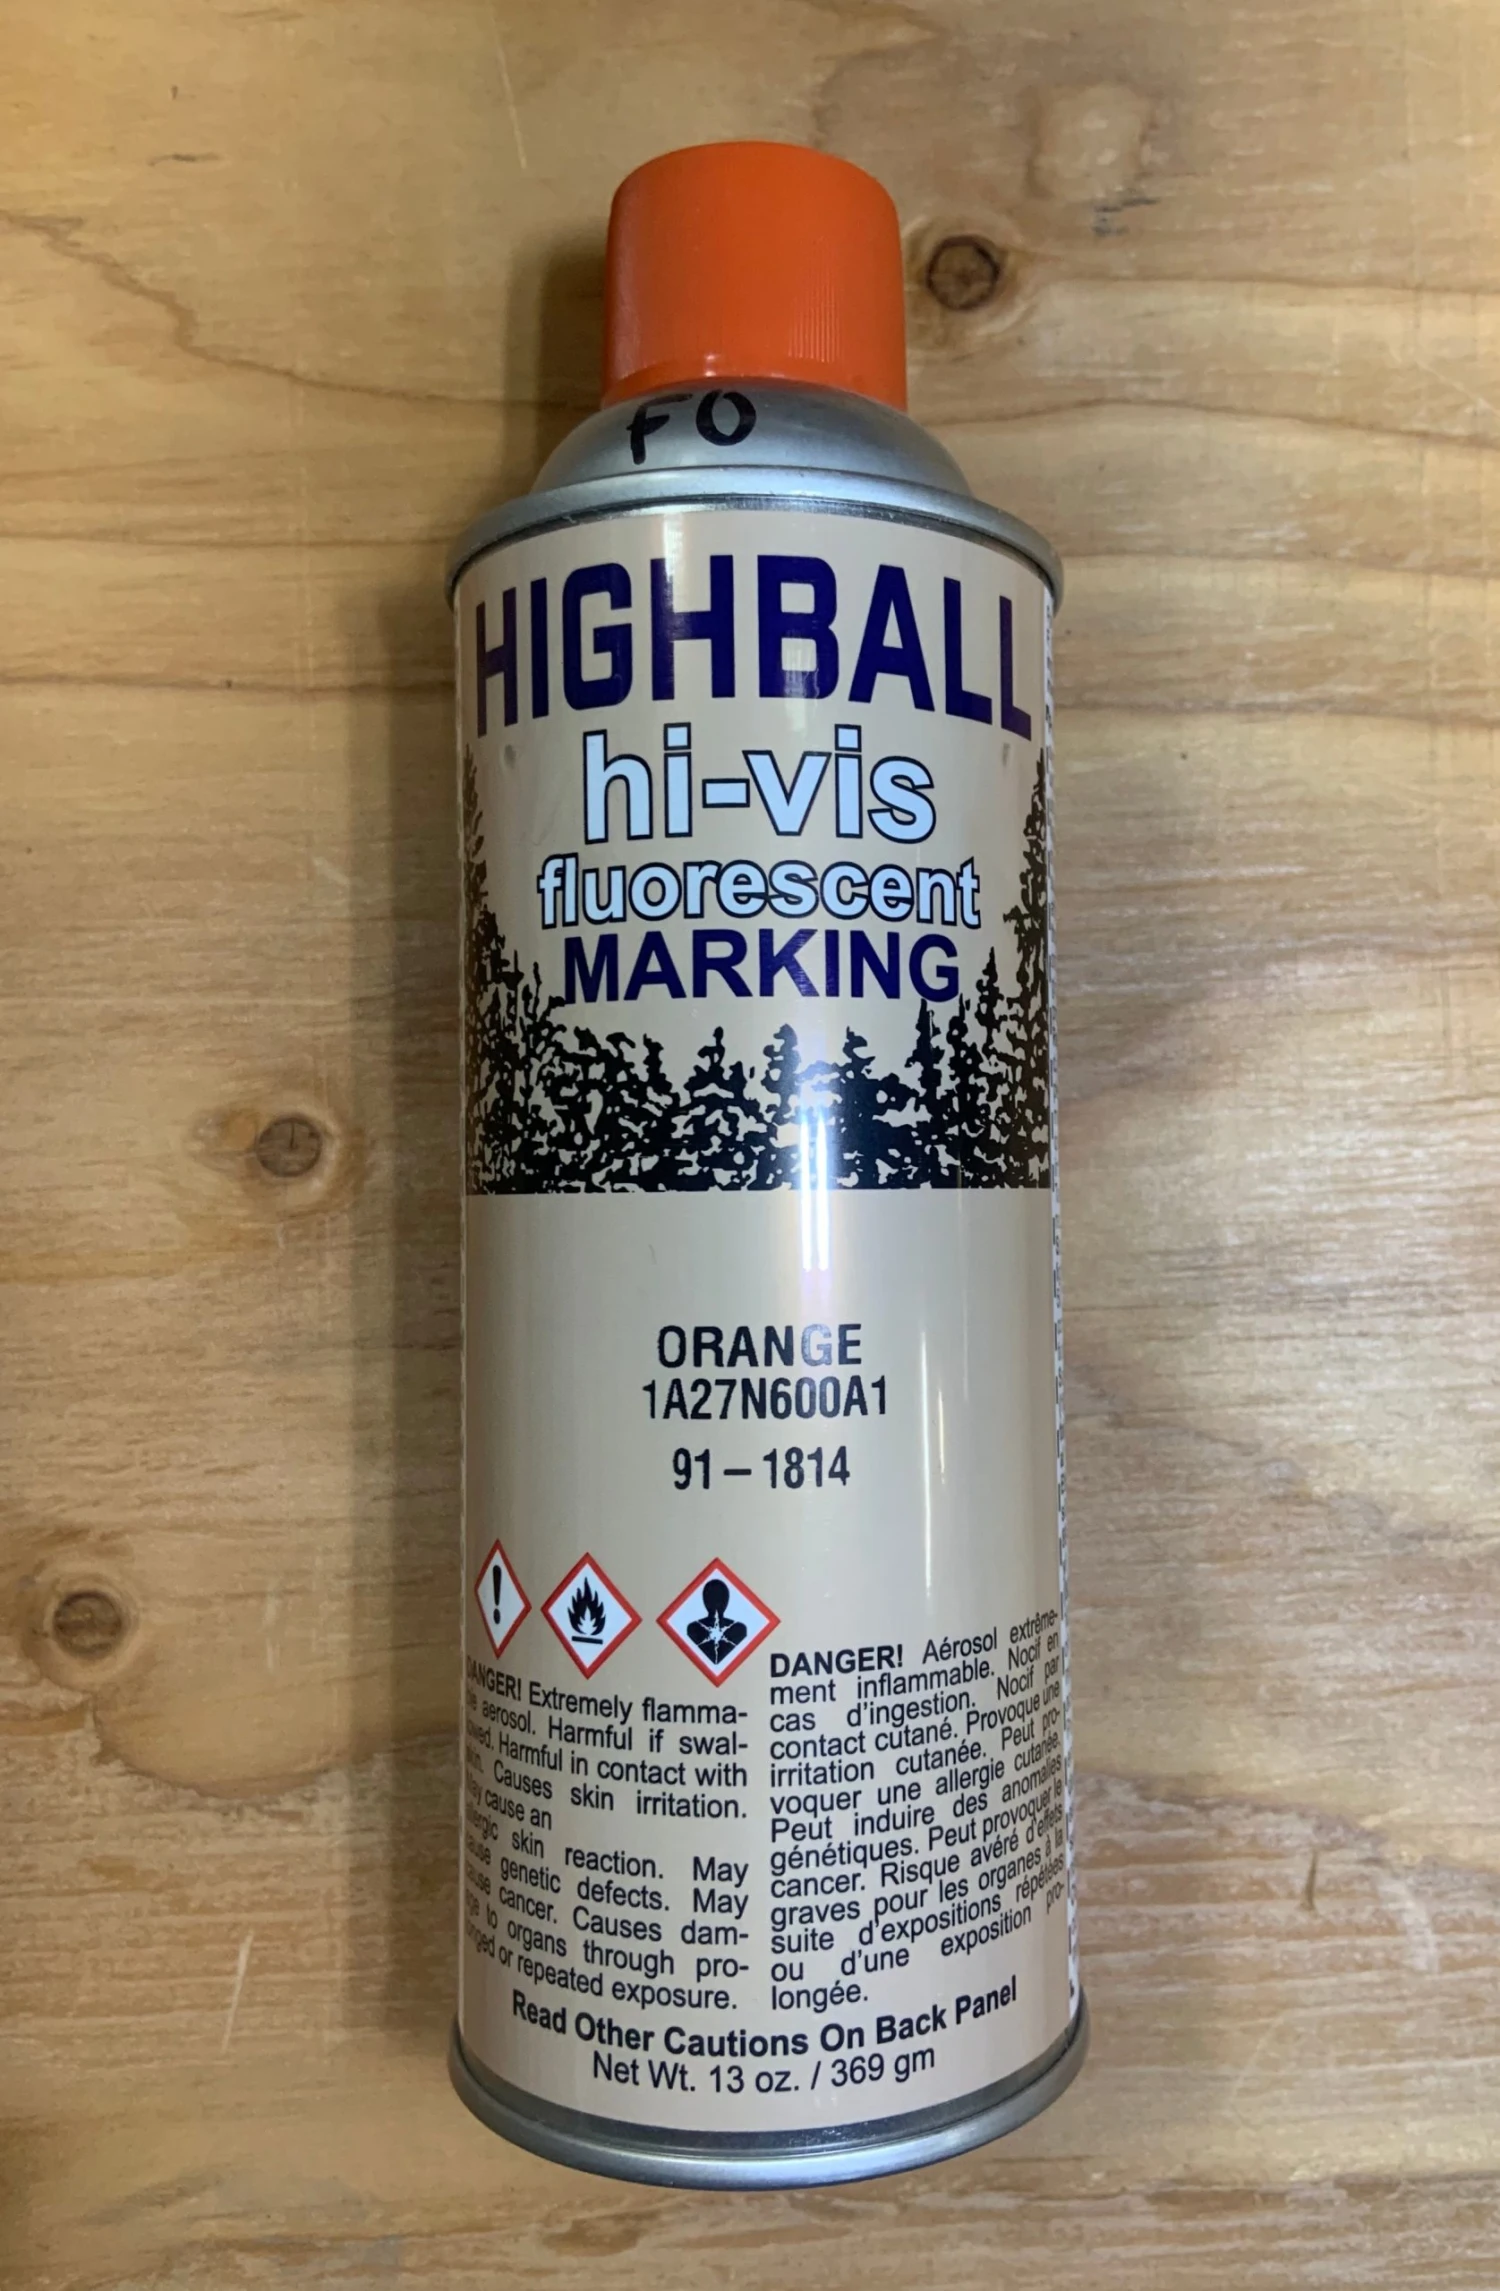 FO
HIGHBALL
hi-vis
fluorescent
MARKING
ORANGE
1A27N600A1
91 – 1814
!
DANGER! Extremely flamma-
aerosol. Harmful if swal-
Harmful in contact with
Causes skin irritation.
cause an
skin reaction. May
genetic defects. May
cancer. Causes dam-
to organs through pro-
or repeated exposure.
DANGER! Aérosol extrême-
ment inflammable. Nocif en
cas d'ingestion. Nocif par
contact cutané. Provoque une
irritation cutanée. Peut pro-
voquer une allergie cutanée.
Peut induire des anomalies
génétiques. Peut provoquer le
cancer. Risque avéré d'effets
graves pour les organes à la
suite d'expositions répétées
ou d'une exposition pro-
longée.
Read Other Cautions On Back Panel
Net Wt. 13 oz. / 369 gm